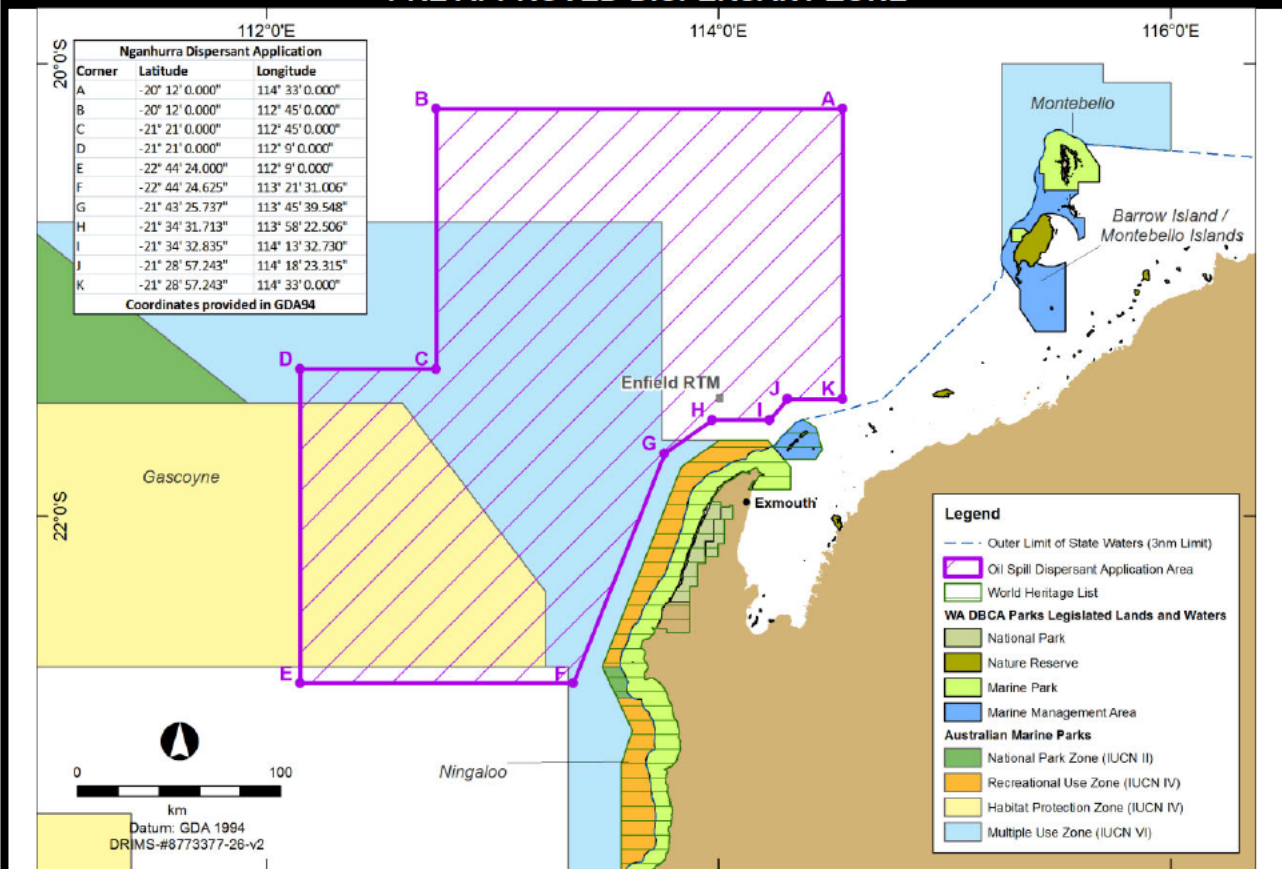 PRE APPROVED DISPERSANT ZONE
112°0'E 114°0'E 116°0'E
20°0'S
22°0'S
Nganhurra Dispersant Application
Corner Latitude Longitude
A -20° 12' 0.000" 114° 33' 0.000"
B -20° 12' 0.000" 112° 45' 0.000"
C -21° 21' 0.000" 112° 45' 0.000"
D -21° 21' 0.000" 112° 9' 0.000"
E -22° 44' 24.000" 112° 9' 0.000"
F -22° 44' 24.625" 113° 21' 31.006"
G -21° 43' 25.737" 113° 45' 39.548"
H -21° 34' 31.713" 113° 58' 22.506"
I -21° 34' 32.835" 114° 13' 32.730"
J -21° 28' 57.243" 114° 18' 23.315"
K -21° 28' 57.243" 114° 33' 0.000"
Coordinates provided in GDA94
B
A
Montebello
Barrow Island /
Montebello Islands
D
C
Enfield RTM
J
K
H
I
G
Gascoyne
Exmouth
E
F
Ningaloo
0 100
km
Datum: GDA 1994
DRIMS-#8773377-26-v2
Legend
Outer Limit of State Waters (3nm Limit)
Oil Spill Dispersant Application Area
World Heritage List
WA DBCA Parks Legislated Lands and Waters
National Park
Nature Reserve
Marine Park
Marine Management Area
Australian Marine Parks
National Park Zone (IUCN II)
Recreational Use Zone (IUCN IV)
Habitat Protection Zone (IUCN IV)
Multiple Use Zone (IUCN VI)